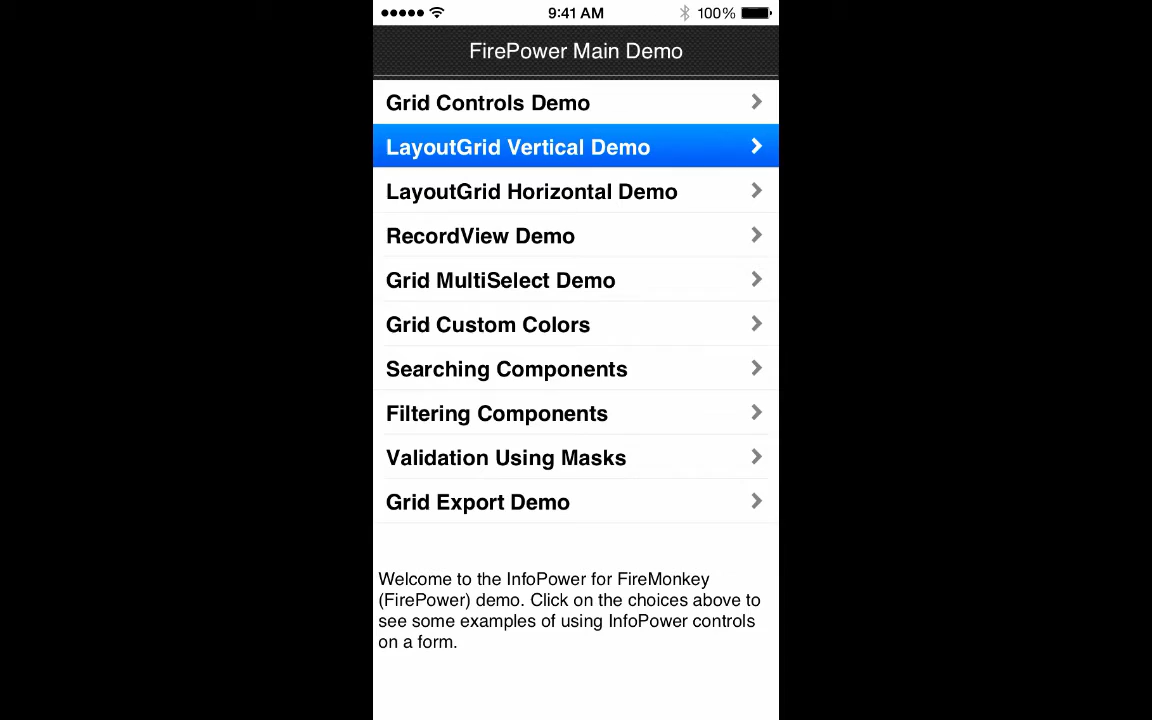 9:41 AM 100%
FirePower Main Demo
Grid Controls Demo
LayoutGrid Vertical Demo
LayoutGrid Horizontal Demo
RecordView Demo
Grid MultiSelect Demo
Grid Custom Colors
Searching Components
Filtering Components
Validation Using Masks
Grid Export Demo
Welcome to the InfoPower for FireMonkey
(FirePower) demo. Click on the choices above to
see some examples of using InfoPower controls
on a form.